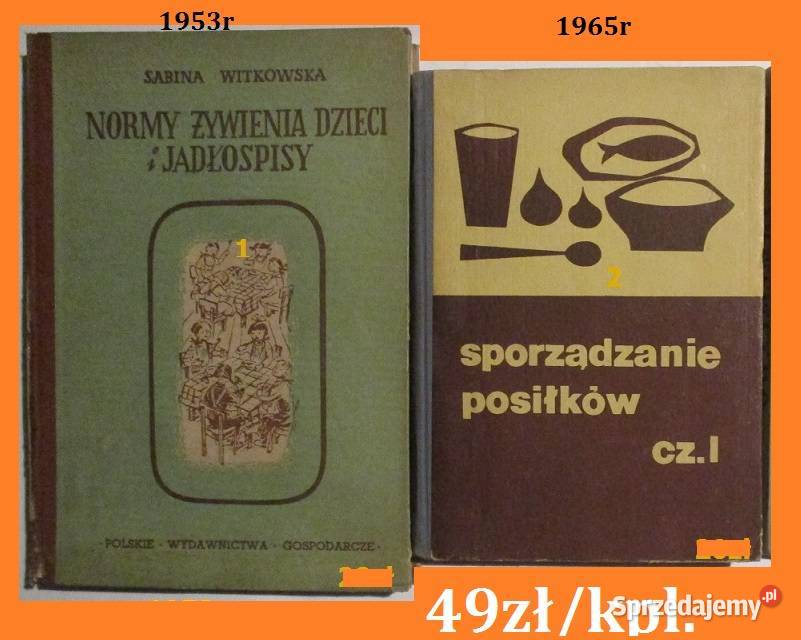 1953r
1965r
SABINA WITKOWSKA
NORMY ŻYWIENIA DZIECI
i JADŁOSPISY
1
· POLSKIE · WYDAWNICTWA · GOSPODARCZE ·
2
sporządzanie
posiłków
cz. I
49zł/kpl.
Sprzedajemy.pl